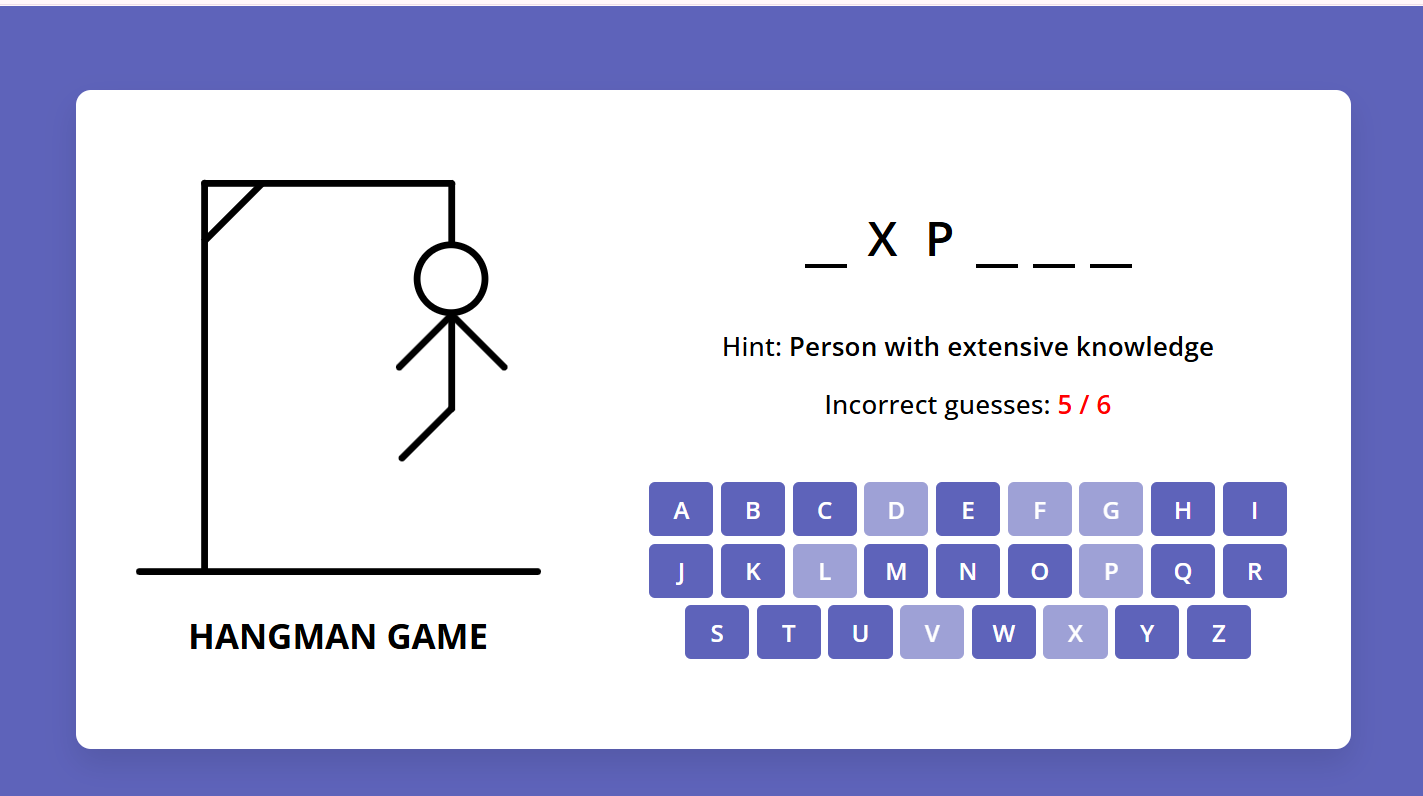 _ X P _ _ _
Hint: Person with extensive knowledge
Incorrect guesses: 5 / 6
A B C D E F G H I
J K L M N O P Q R
S T U V W X Y Z
HANGMAN GAME